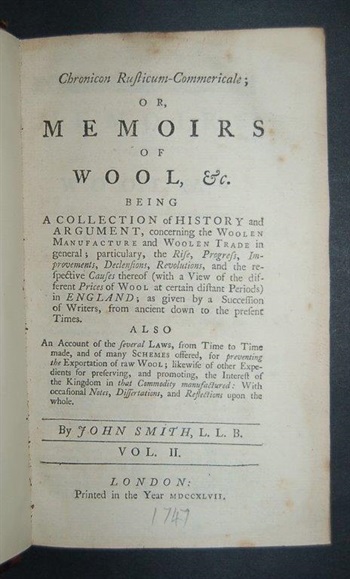 Chronicon Rusticum-Commericale;
OR,
MEMOIRS
OF
WOOL, &c.
BEING
A COLLECTION of HISTORY and
ARGUMENT, concerning the WOOLEN
MANUFACTURE and WOOLEN TRADE in
general; particularly, the Rise, Progress, Im-
provements, Declensions, Revolutions, and the re-
spective Causes thereof (with a View of the dif-
ferent Prices of WOOL at certain distant Periods)
in ENGLAND; as given by a Succession
of Writers, from ancient down to the present
Times.
ALSO
An Account of the several LAWS, from Time to Time
made, and of many SCHEMES offered, for preventing
the Exportation of raw WOOL; likewise of other Expe-
dients for preserving, and promoting, the Interest of
the Kingdom in that Commodity manufactured: With
occasional Notes, Dissertations, and Reflections upon the
whole.
By JOHN SMITH, L. L. B.
VOL. II.
LONDON:
Printed in the Year MDCCXLVII.
1747